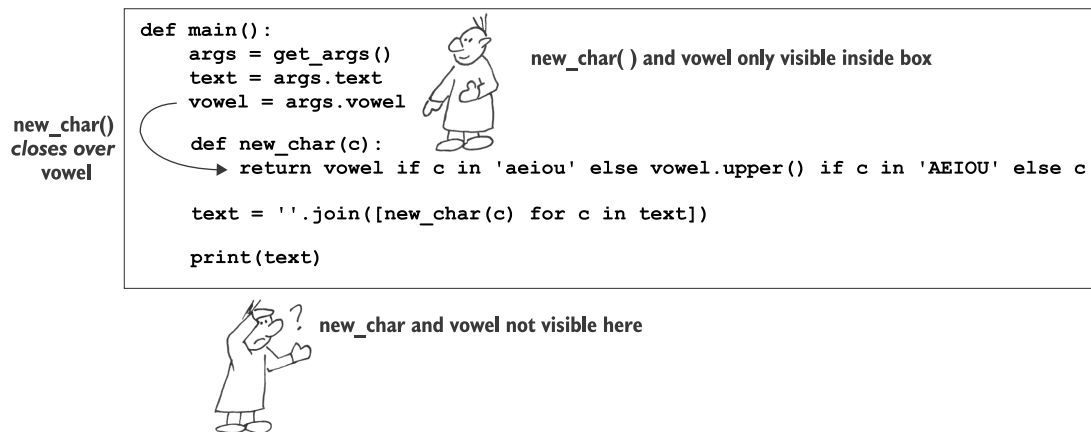 def main():
    args = get_args()
    text = args.text
    vowel = args.vowel
new_char( ) and vowel only visible inside box
new_char()
closes over
vowel
    def new_char(c):
        return vowel if c in 'aeiou' else vowel.upper() if c in 'AEIOU' else c
    text = ''.join([new_char(c) for c in text])
    print(text)
?
new_char and vowel not visible here